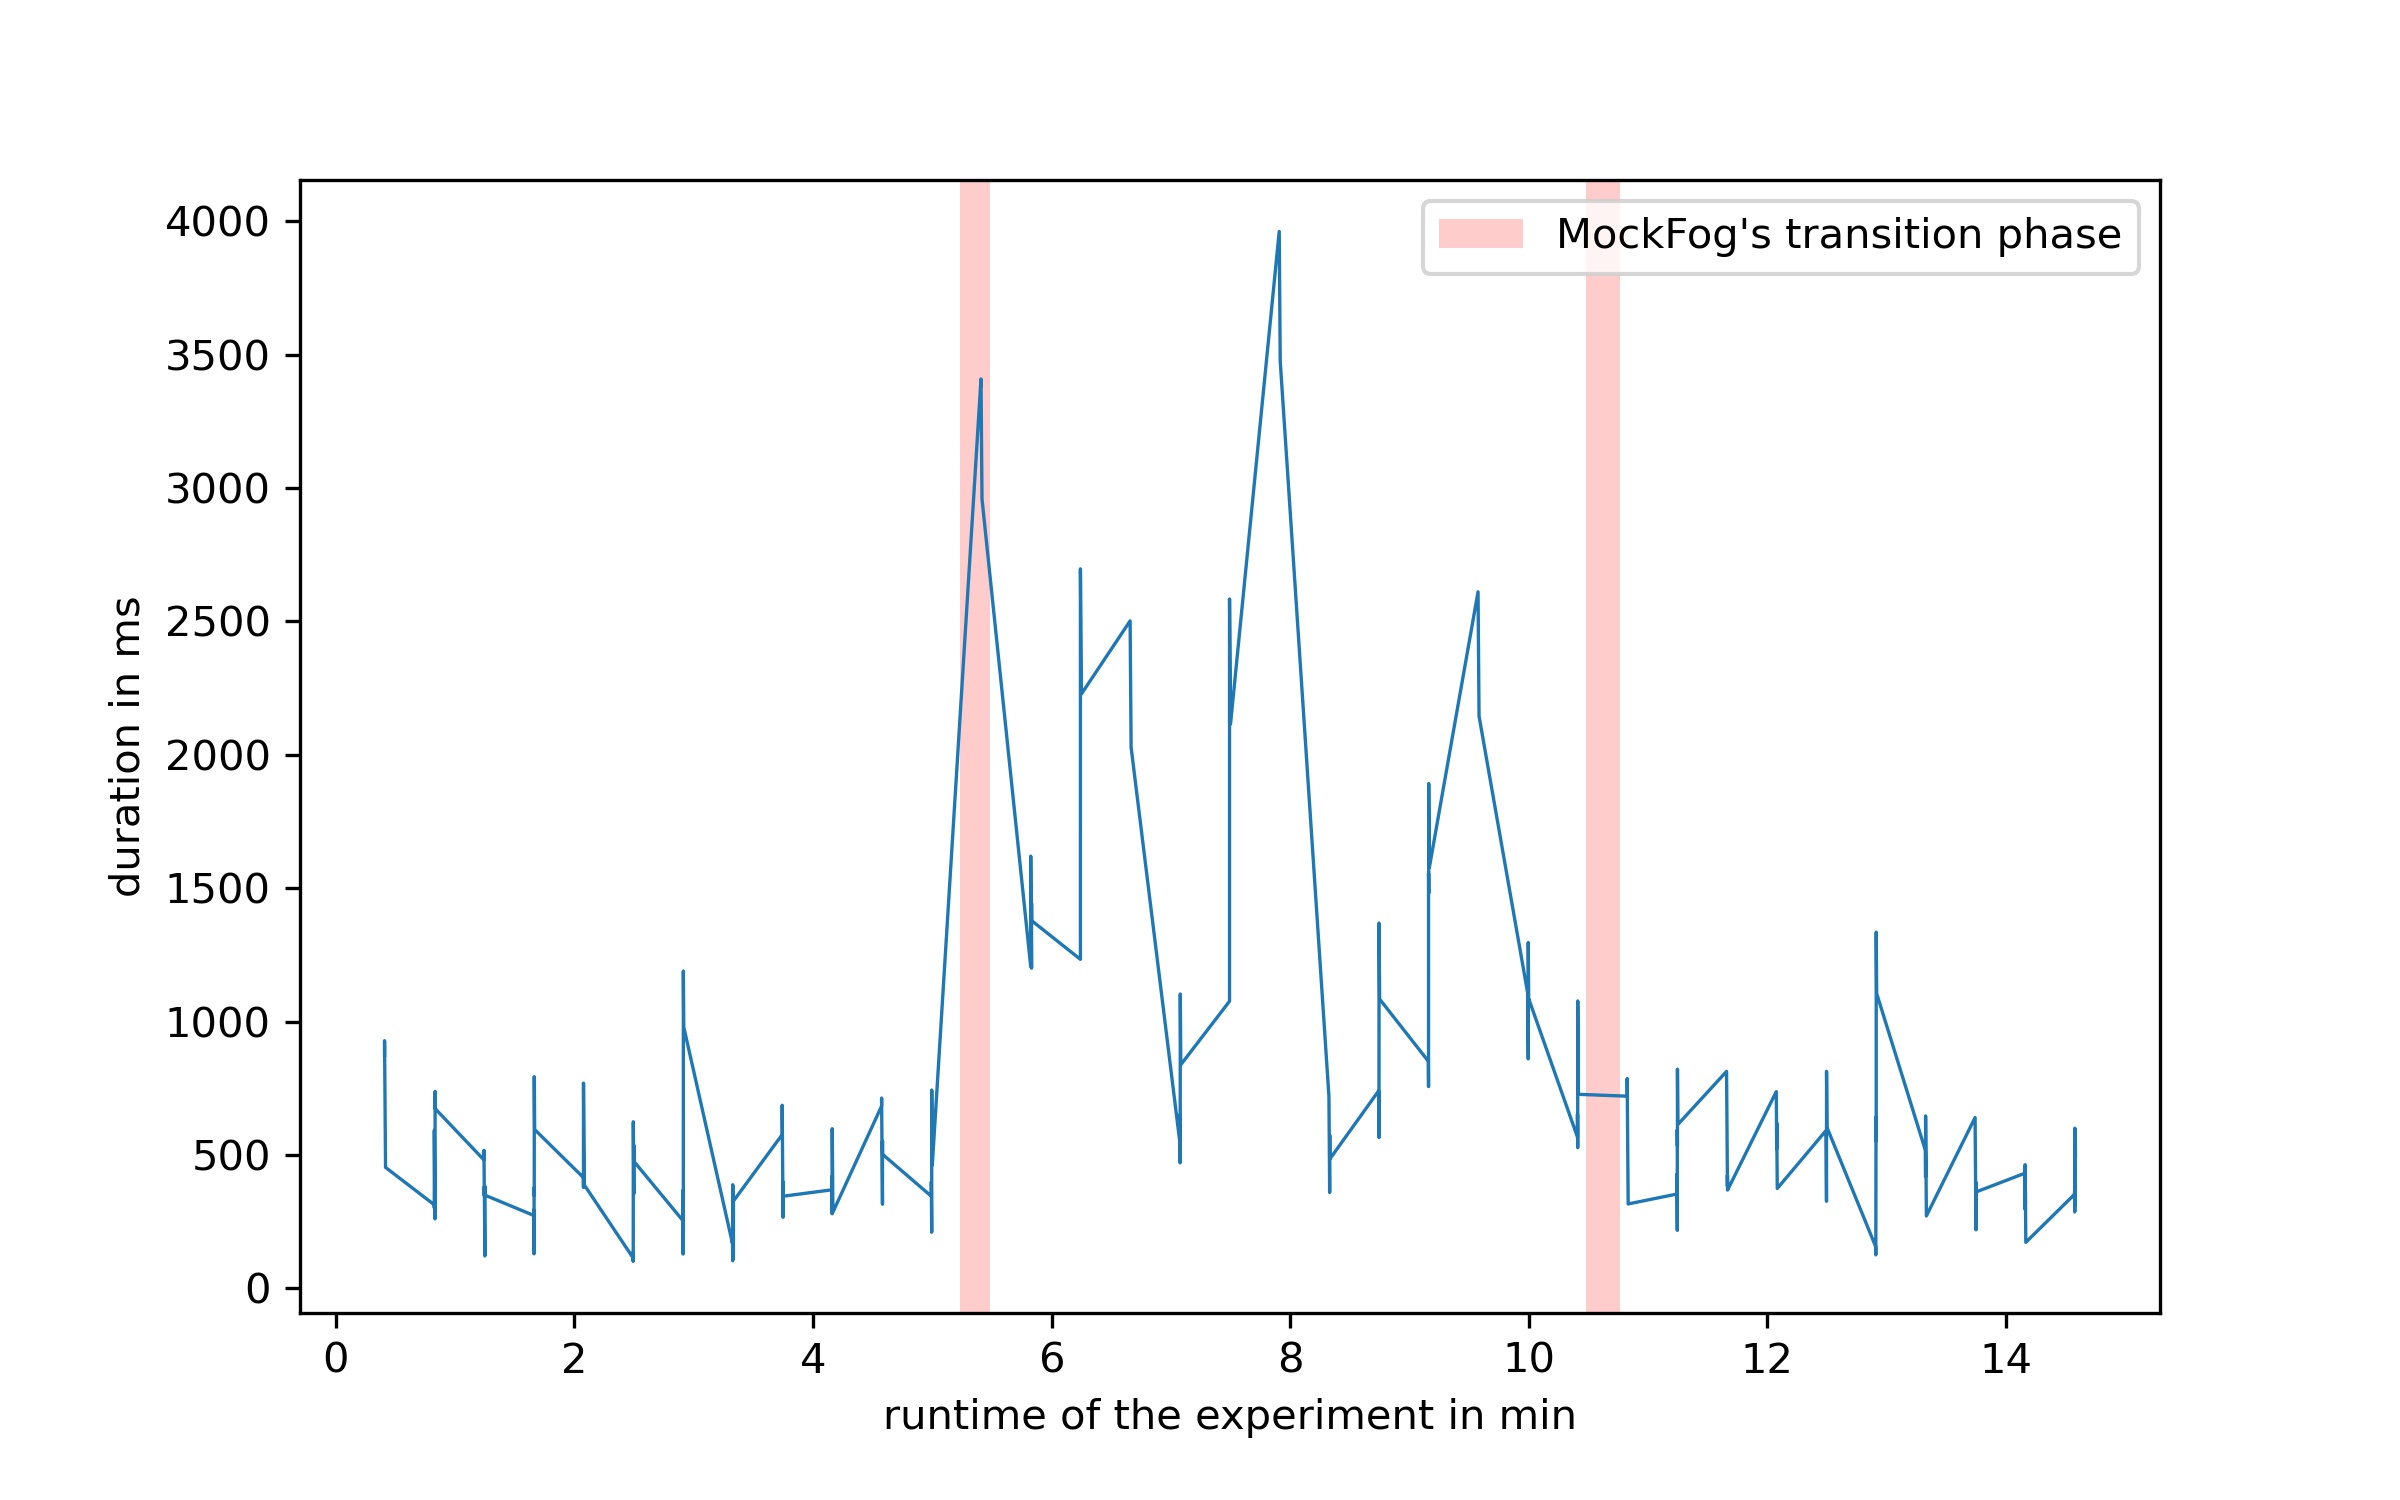 MockFog's transition phase
4000
3500
3000
2500
2000
1500
1000
500
0
duration in ms
0 2 4 6 8 10 12 14
runtime of the experiment in min